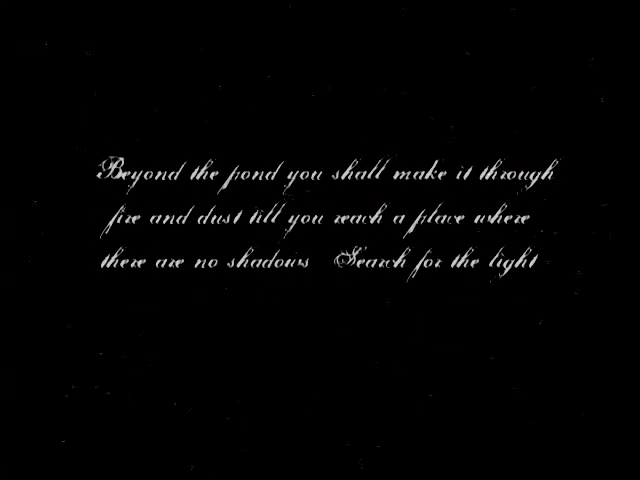 Beyond the pond you shall make it through
fire and dust till you reach a place where
there are no shadows Search for the light